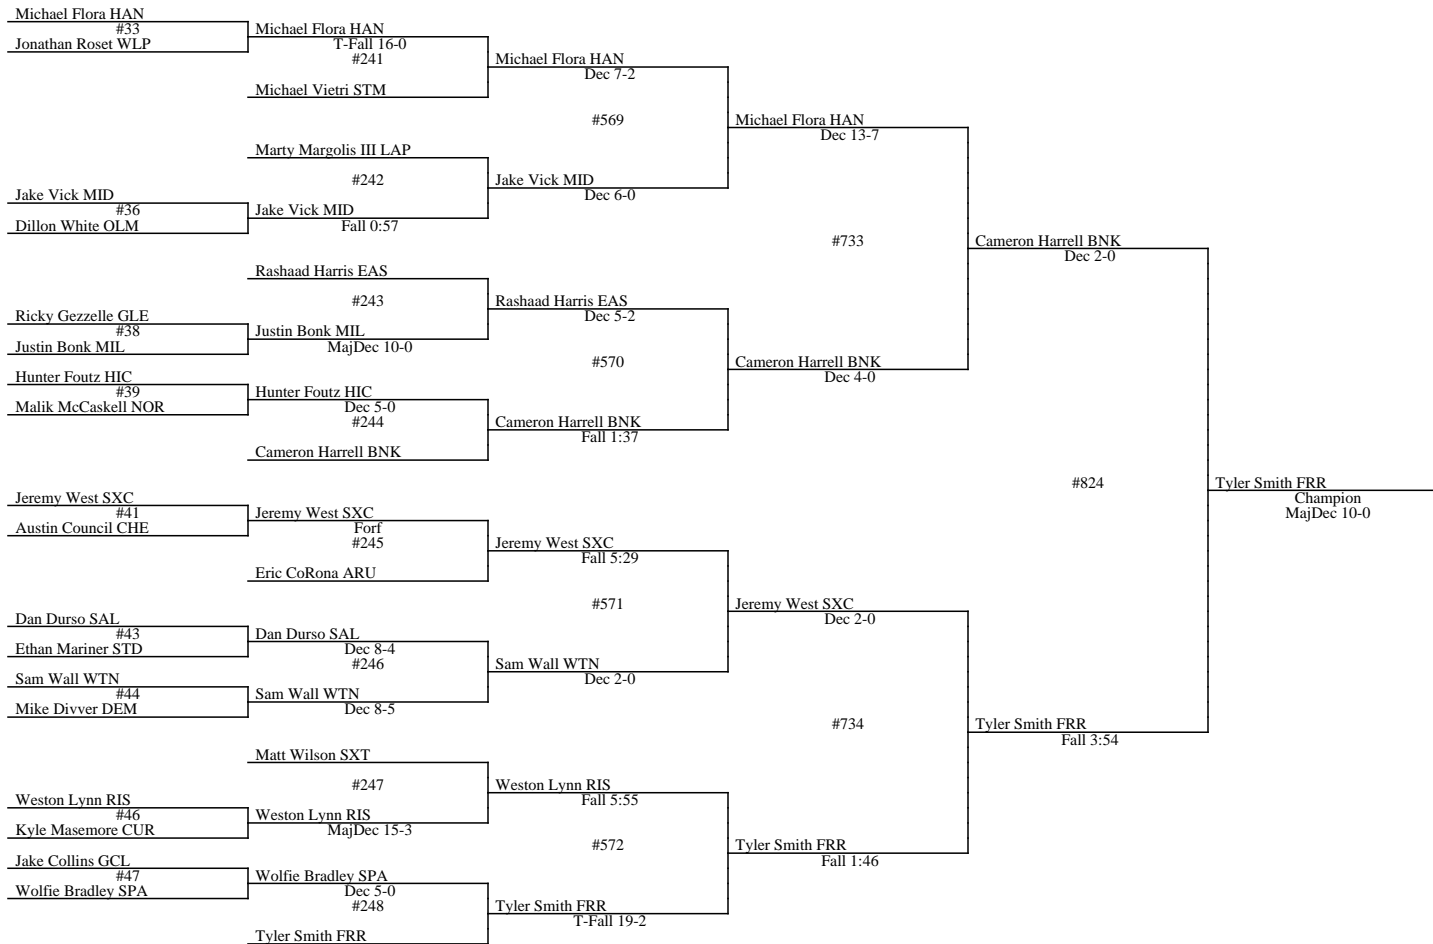 Michael Flora HAN
#33
Jonathan Roset WLP
Michael Flora HAN
T-Fall 16-0
#241
Michael Vietri STM
Michael Flora HAN
Dec 7-2
#569
Marty Margolis III LAP
#242
Jake Vick MID
#36
Dillon White OLM
Jake Vick MID
Fall 0:57
Jake Vick MID
Dec 6-0
Michael Flora HAN
Dec 13-7
#733
Rashaad Harris EAS
#243
Ricky Gezzelle GLE
#38
Justin Bonk MIL
Justin Bonk MIL
MajDec 10-0
Rashaad Harris EAS
Dec 5-2
#570
Hunter Foutz HIC
#39
Malik McCaskell NOR
Hunter Foutz HIC
Dec 5-0
#244
Cameron Harrell BNK
Cameron Harrell BNK
Fall 1:37
Cameron Harrell BNK
Dec 4-0
Cameron Harrell BNK
Dec 2-0
#824
Jeremy West SXC
#41
Austin Council CHE
Jeremy West SXC
Forf
#245
Eric CoRona ARU
Jeremy West SXC
Fall 5:29
#571
Dan Durso SAL
#43
Ethan Mariner STD
Dan Durso SAL
Dec 8-4
#246
Sam Wall WTN
#44
Mike Divver DEM
Sam Wall WTN
Dec 8-5
Sam Wall WTN
Dec 2-0
Jeremy West SXC
Dec 2-0
#734
Matt Wilson SXT
#247
Weston Lynn RIS
#46
Kyle Masemore CUR
Weston Lynn RIS
MajDec 15-3
Weston Lynn RIS
Fall 5:55
#572
Jake Collins GCL
#47
Wolfie Bradley SPA
Wolfie Bradley SPA
Dec 5-0
#248
Tyler Smith FRR
Tyler Smith FRR
T-Fall 19-2
Tyler Smith FRR
Fall 1:46
Tyler Smith FRR
Fall 3:54
Tyler Smith FRR
Champion
MajDec 10-0